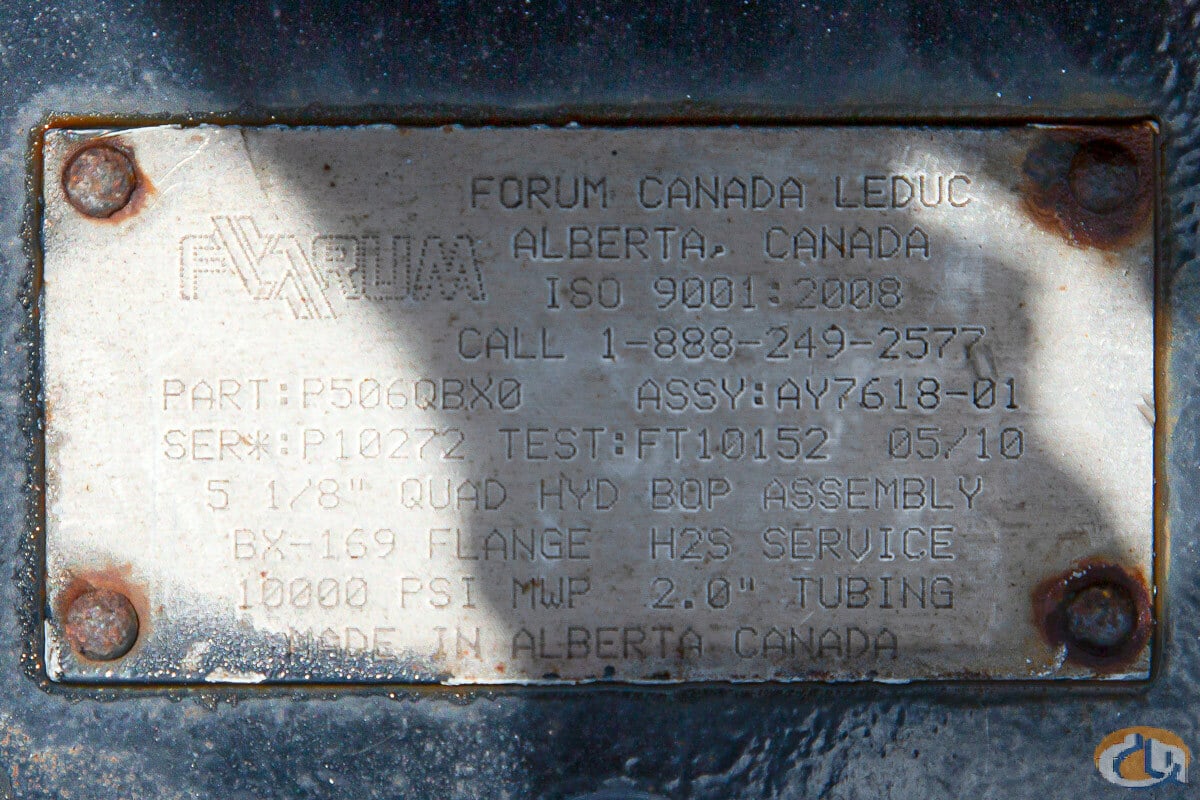 FORUM CANADA LEDUC
FORUM
ALBERTA, CANADA
ISO 9001:2008
CALL 1-888-249-2577
PART:P506QBX0 ASSY:AY7618-01
SER*:P10272 TEST:FT10152 05/10
5 1/8" QUAD HYD BOP ASSEMBLY
BX-169 FLANGE H2S SERVICE
10000 PSI MWP 2.0" TUBING
MADE IN ALBERTA CANADA